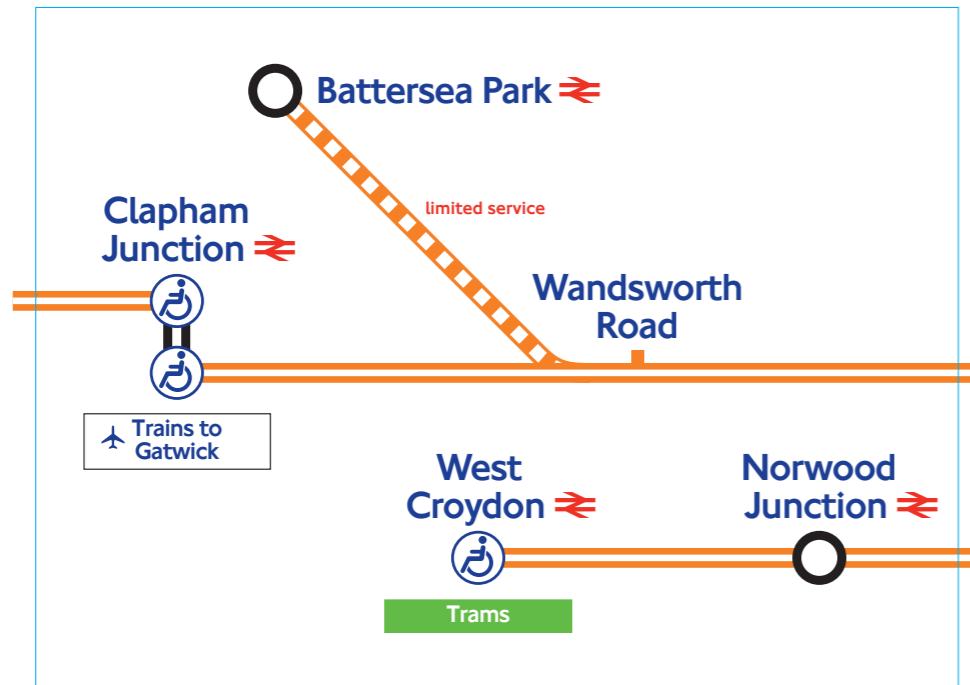 Battersea Park
limited service
Clapham
Junction
Wandsworth
Road
Trains to
Gatwick
West
Croydon
Norwood
Junction
Trams